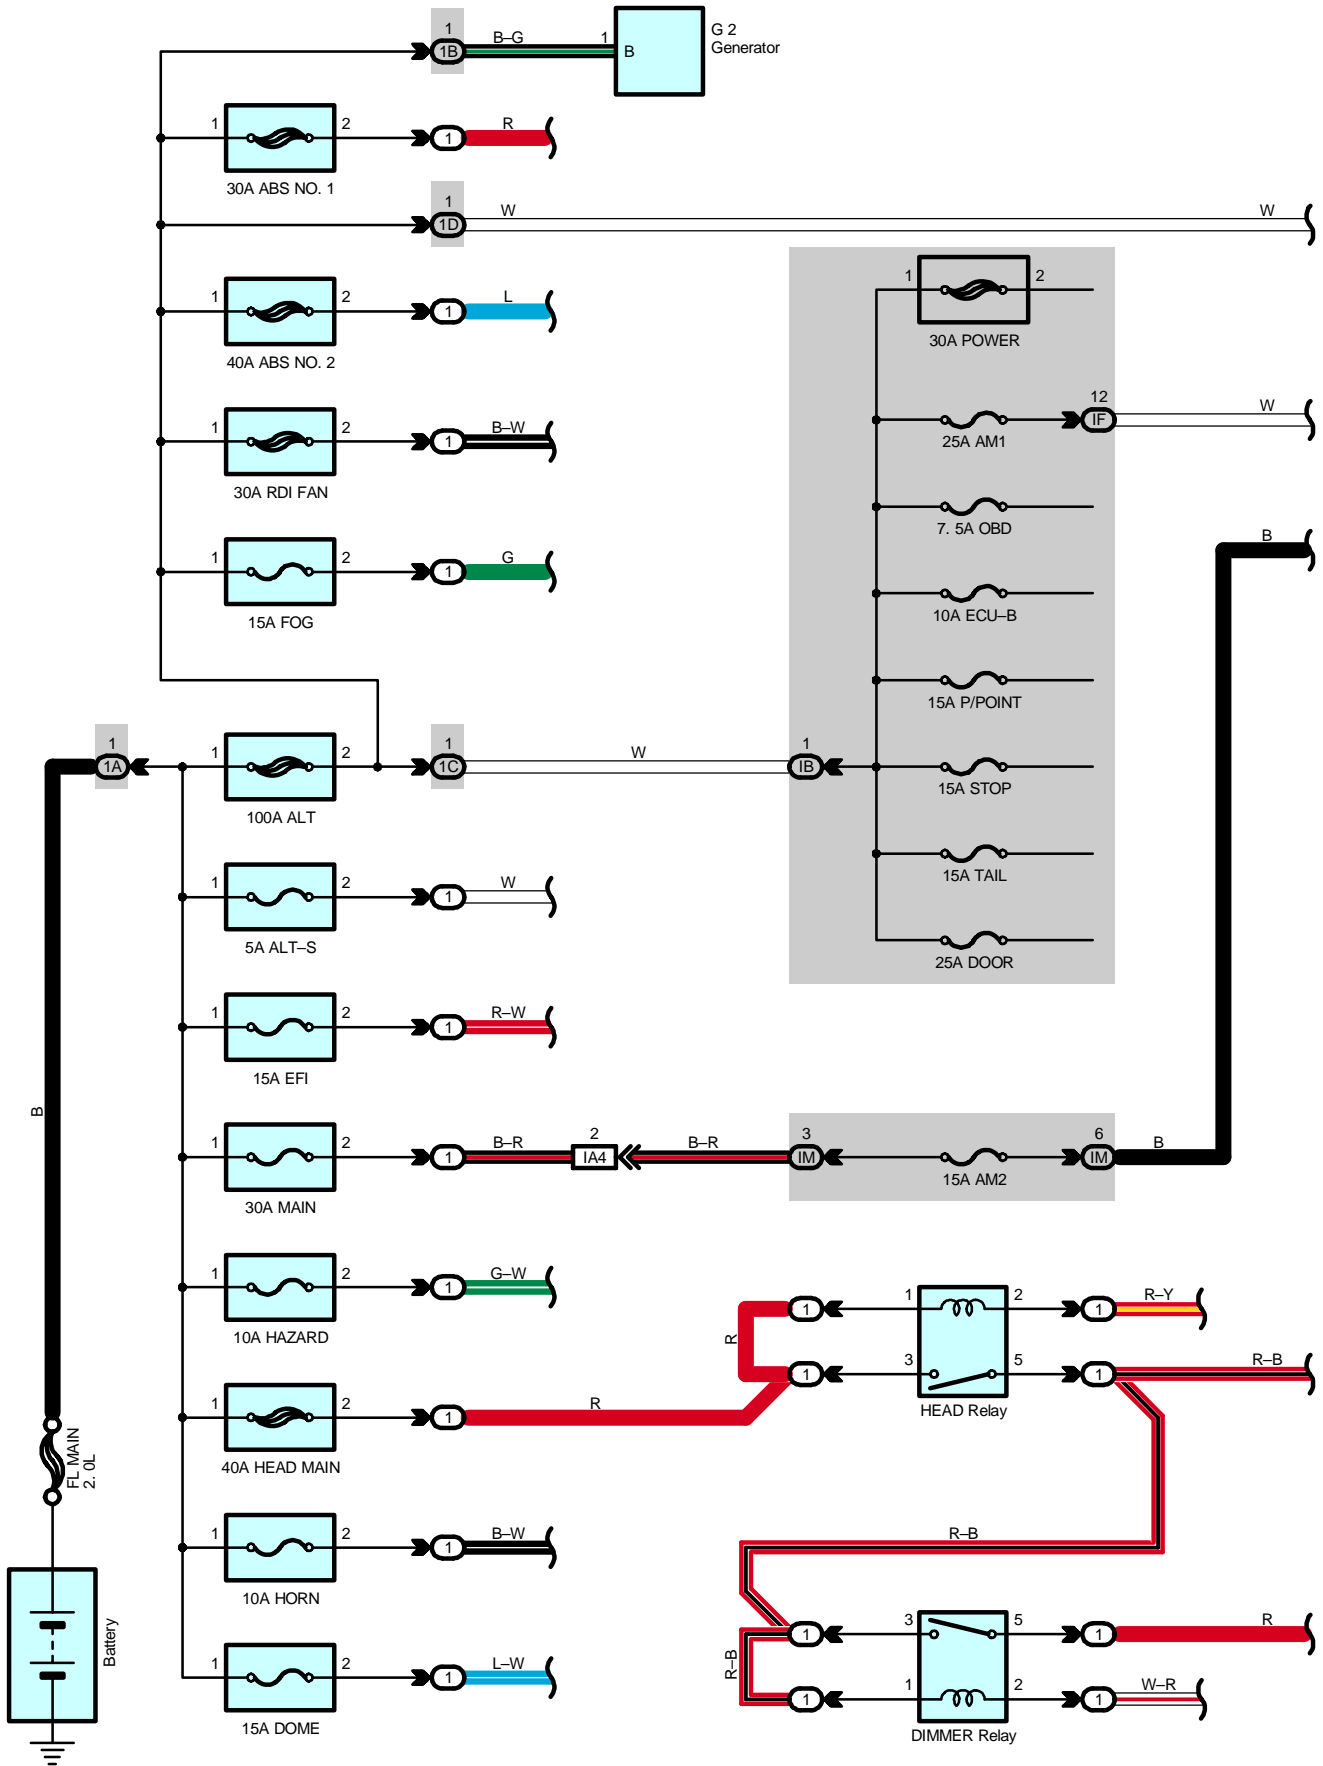 1
1B
B–G
1
B
G 2
Generator
1
2
1
R
30A ABS NO. 1
1
1D
W
W
1
2
1
L
40A ABS NO. 2
1
2
30A POWER
1
2
1
B–W
30A RDI FAN
25A AM1
12
IF
W
7. 5A OBD
B
1
2
1
G
15A FOG
10A ECU–B
15A P/POINT
1
1A
1
2
100A ALT
1
1C
W
1
IB
15A STOP
15A TAIL
1
2
1
W
5A ALT–S
25A DOOR
1
2
1
R–W
15A EFI
B
1
2
1
B–R
30A MAIN
2
IA4
B–R
3
IM
15A AM2
6
IM
B
1
2
1
G–W
10A HAZARD
R
1
1
2
1
R–Y
1
3
5
1
R–B
HEAD Relay
1
2
1
R
40A HEAD MAIN
FL MAIN
2. 0L
1
2
1
B–W
10A HORN
R–B
Battery
1
2
1
L–W
15A DOME
R–B
1
3
5
1
R
1
1
2
1
W–R
DIMMER Relay